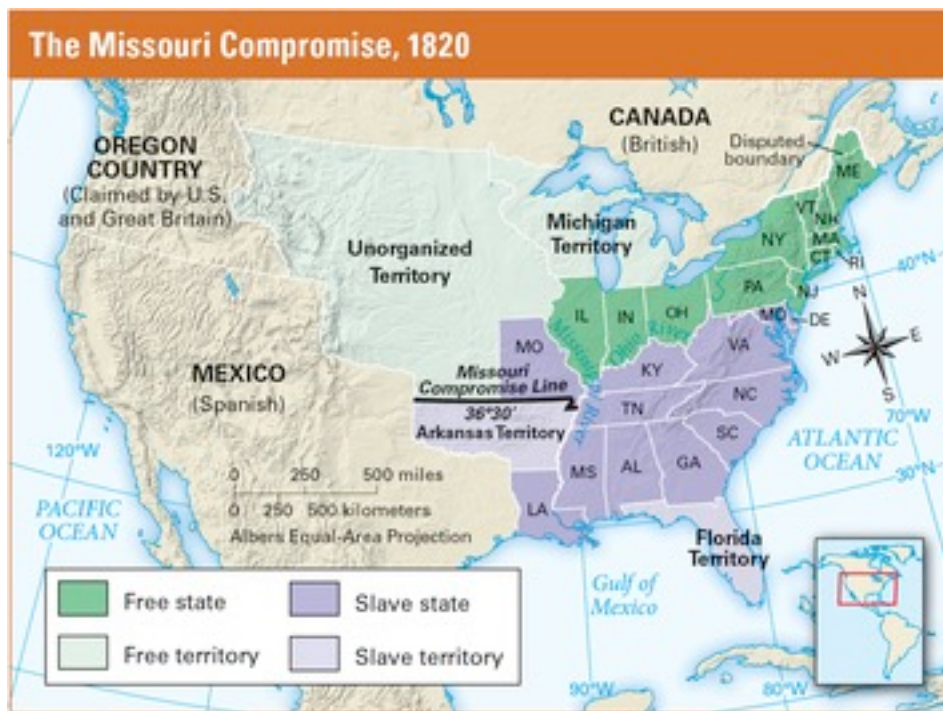 The Missouri Compromise, 1820
CANADA
(British)
Disputed
boundary
OREGON
COUNTRY
(Claimed by U.S.
and Great Britain)
ME
VT
NH
MA
CT
RI
NY
Michigan
Territory
Unorganized
Territory
40°N
PA
NJ
IL
IN
OH
MD
DE
N
E
S
W
Missouri
Ohio River
MO
VA
KY
Missouri
Compromise Line
36°30'
Arkansas Territory
MEXICO
(Spanish)
TN
NC
SC
70°W
ATLANTIC
OCEAN
River
120°W
0 250 500 miles
0 250 500 kilometers
Albers Equal-Area Projection
MS
AL
GA
30°N
PACIFIC
OCEAN
LA
Florida
Territory
Gulf of
Mexico
Free state
Slave state
Free territory
Slave territory
90°W
80°W